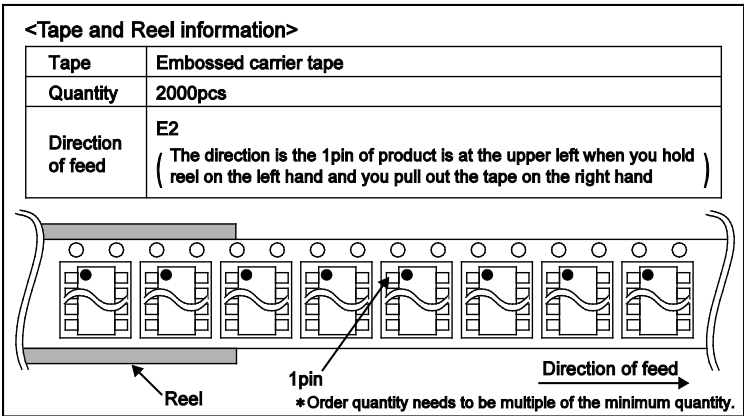 <Tape and Reel information>
Tape Embossed carrier tape
Quantity 2000pcs
Direction of feed E2
( The direction is the 1pin of product is at the upper left when you hold
reel on the left hand and you pull out the tape on the right hand )
Reel
1pin
Direction of feed
*Order quantity needs to be multiple of the minimum quantity.